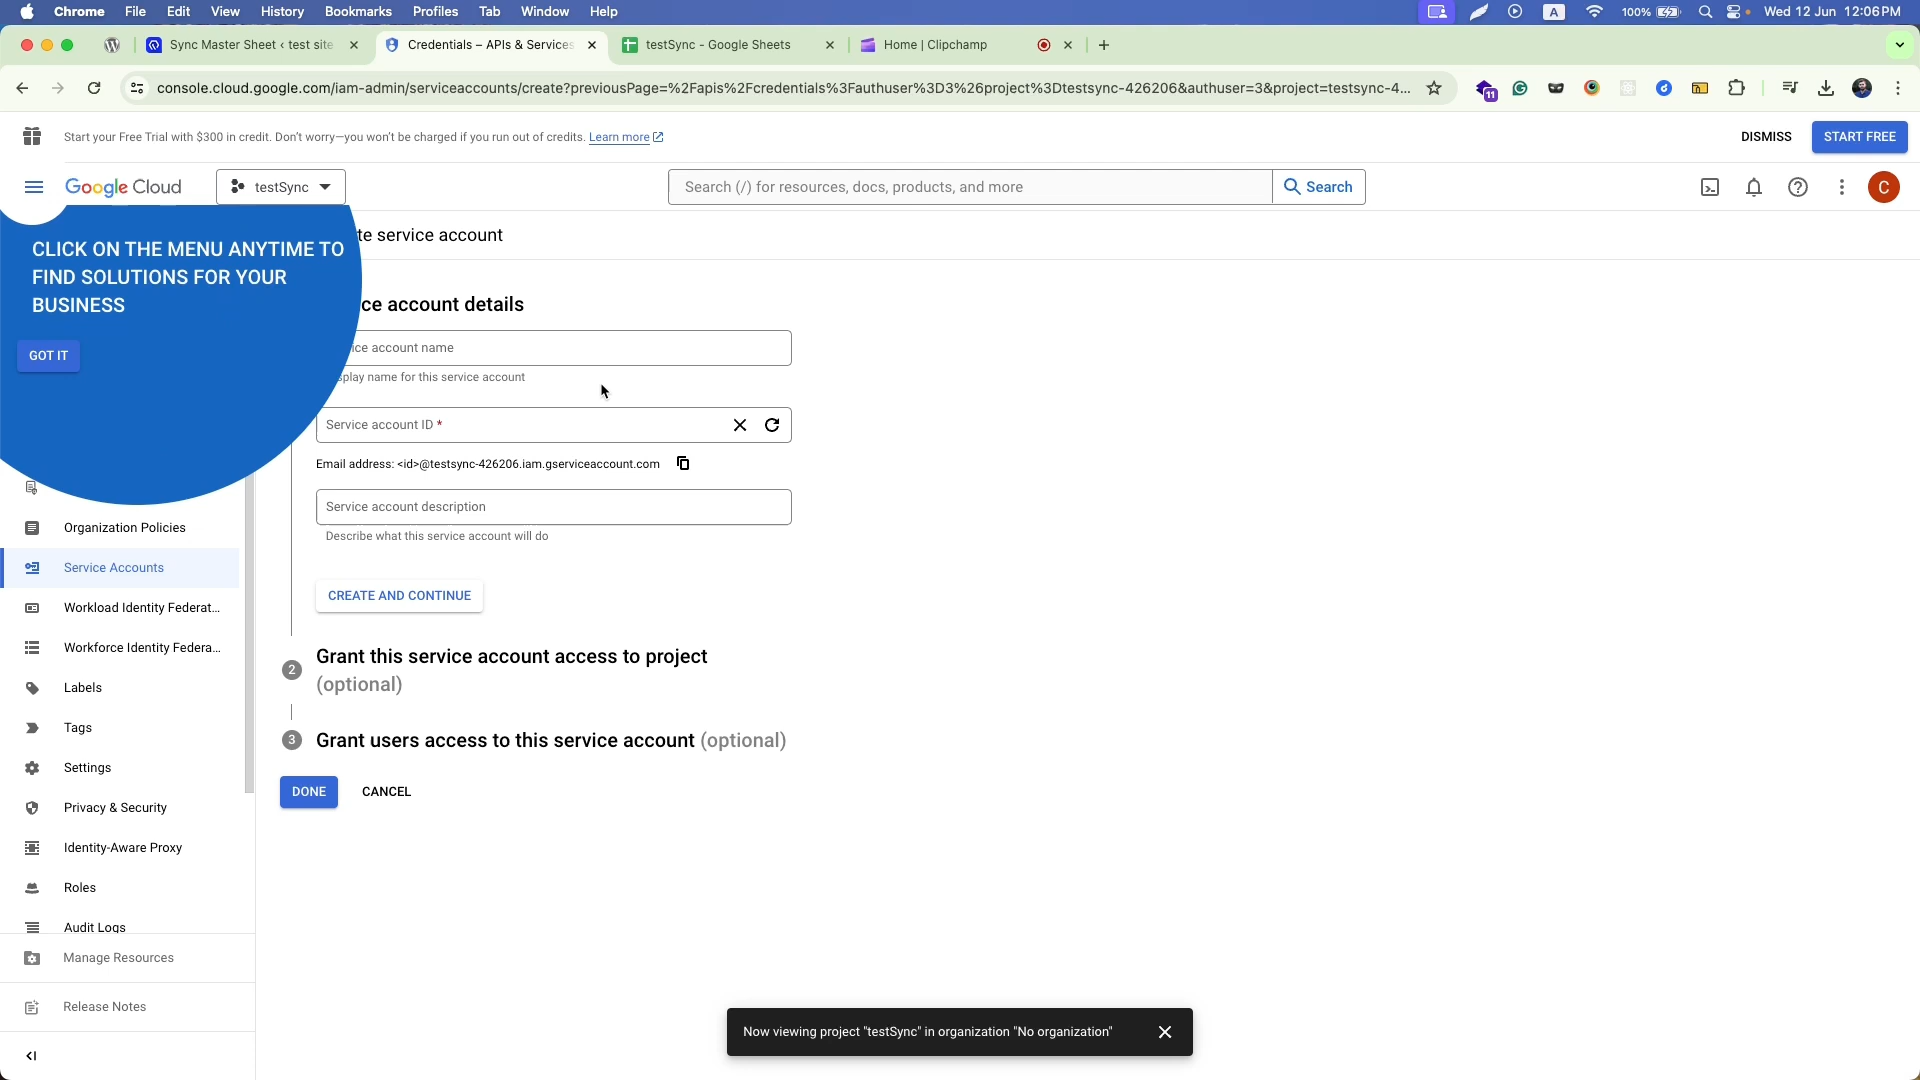 Chrome File Edit View History Bookmarks Profiles Tab Window Help A 100% Wed 12 Jun 12:06 PM
Sync Master Sheet ‹ test site Credentials – APIs & Services testSync - Google Sheets Home | Clipchamp
console.cloud.google.com/iam-admin/serviceaccounts/create?previousPage=%2Fapis%2Fcredentials%3Fauthuser%3D3%26project%3Dtestsync-426206&authuser=3&project=testsync-4... 11
Start your Free Trial with $300 in credit. Don't worry—you won't be charged if you run out of credits. Learn more DISMISS START FREE
Google Cloud testSync Search (/) for resources, docs, products, and more Search C
te service account
CLICK ON THE MENU ANYTIME TO
FIND SOLUTIONS FOR YOUR
BUSINESS
GOT IT
ce account details
ice account name
splay name for this service account
Service account ID *
Email address: <id>@testsync-426206.iam.gserviceaccount.com
Service account description
Describe what this service account will do
CREATE AND CONTINUE
2 Grant this service account access to project
(optional)
3 Grant users access to this service account (optional)
DONE CANCEL
Organization Policies
Service Accounts
Workload Identity Federat...
Workforce Identity Federa...
Labels
Tags
Settings
Privacy & Security
Identity-Aware Proxy
Roles
Audit Logs
Manage Resources
Release Notes
Now viewing project "testSync" in organization "No organization"